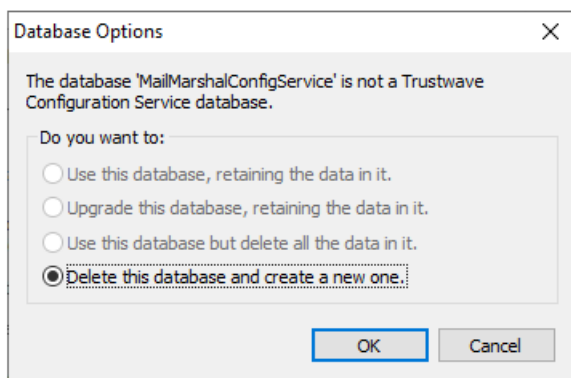 Database Options
The database 'MailMarshalConfigService' is not a Trustwave
Configuration Service database.
Do you want to:
Use this database, retaining the data in it.
Upgrade this database, retaining the data in it.
Use this database but delete all the data in it.
Delete this database and create a new one.
OK
Cancel